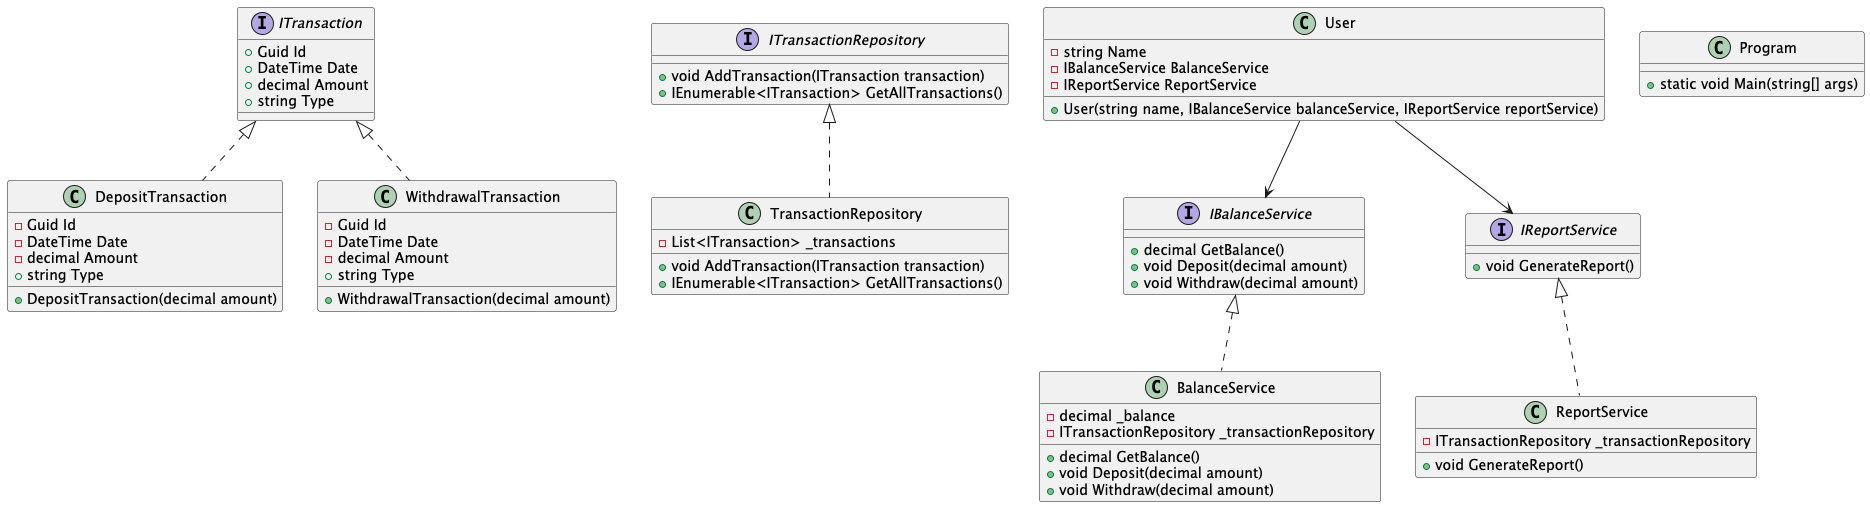 I ITransaction
Guid Id
DateTime Date
decimal Amount
string Type
C DepositTransaction
Guid Id
DateTime Date
decimal Amount
string Type
DepositTransaction(decimal amount)
C WithdrawalTransaction
Guid Id
DateTime Date
decimal Amount
string Type
WithdrawalTransaction(decimal amount)
I ITransactionRepository
void AddTransaction(ITransaction transaction)
IEnumerable<ITransaction> GetAllTransactions()
C TransactionRepository
List<ITransaction> _transactions
void AddTransaction(ITransaction transaction)
IEnumerable<ITransaction> GetAllTransactions()
C User
string Name
IBalanceService BalanceService
IReportService ReportService
User(string name, IBalanceService balanceService, IReportService reportService)
I IBalanceService
decimal GetBalance()
void Deposit(decimal amount)
void Withdraw(decimal amount)
C BalanceService
decimal _balance
ITransactionRepository _transactionRepository
decimal GetBalance()
void Deposit(decimal amount)
void Withdraw(decimal amount)
I IReportService
void GenerateReport()
C ReportService
ITransactionRepository _transactionRepository
void GenerateReport()
C Program
static void Main(string[] args)